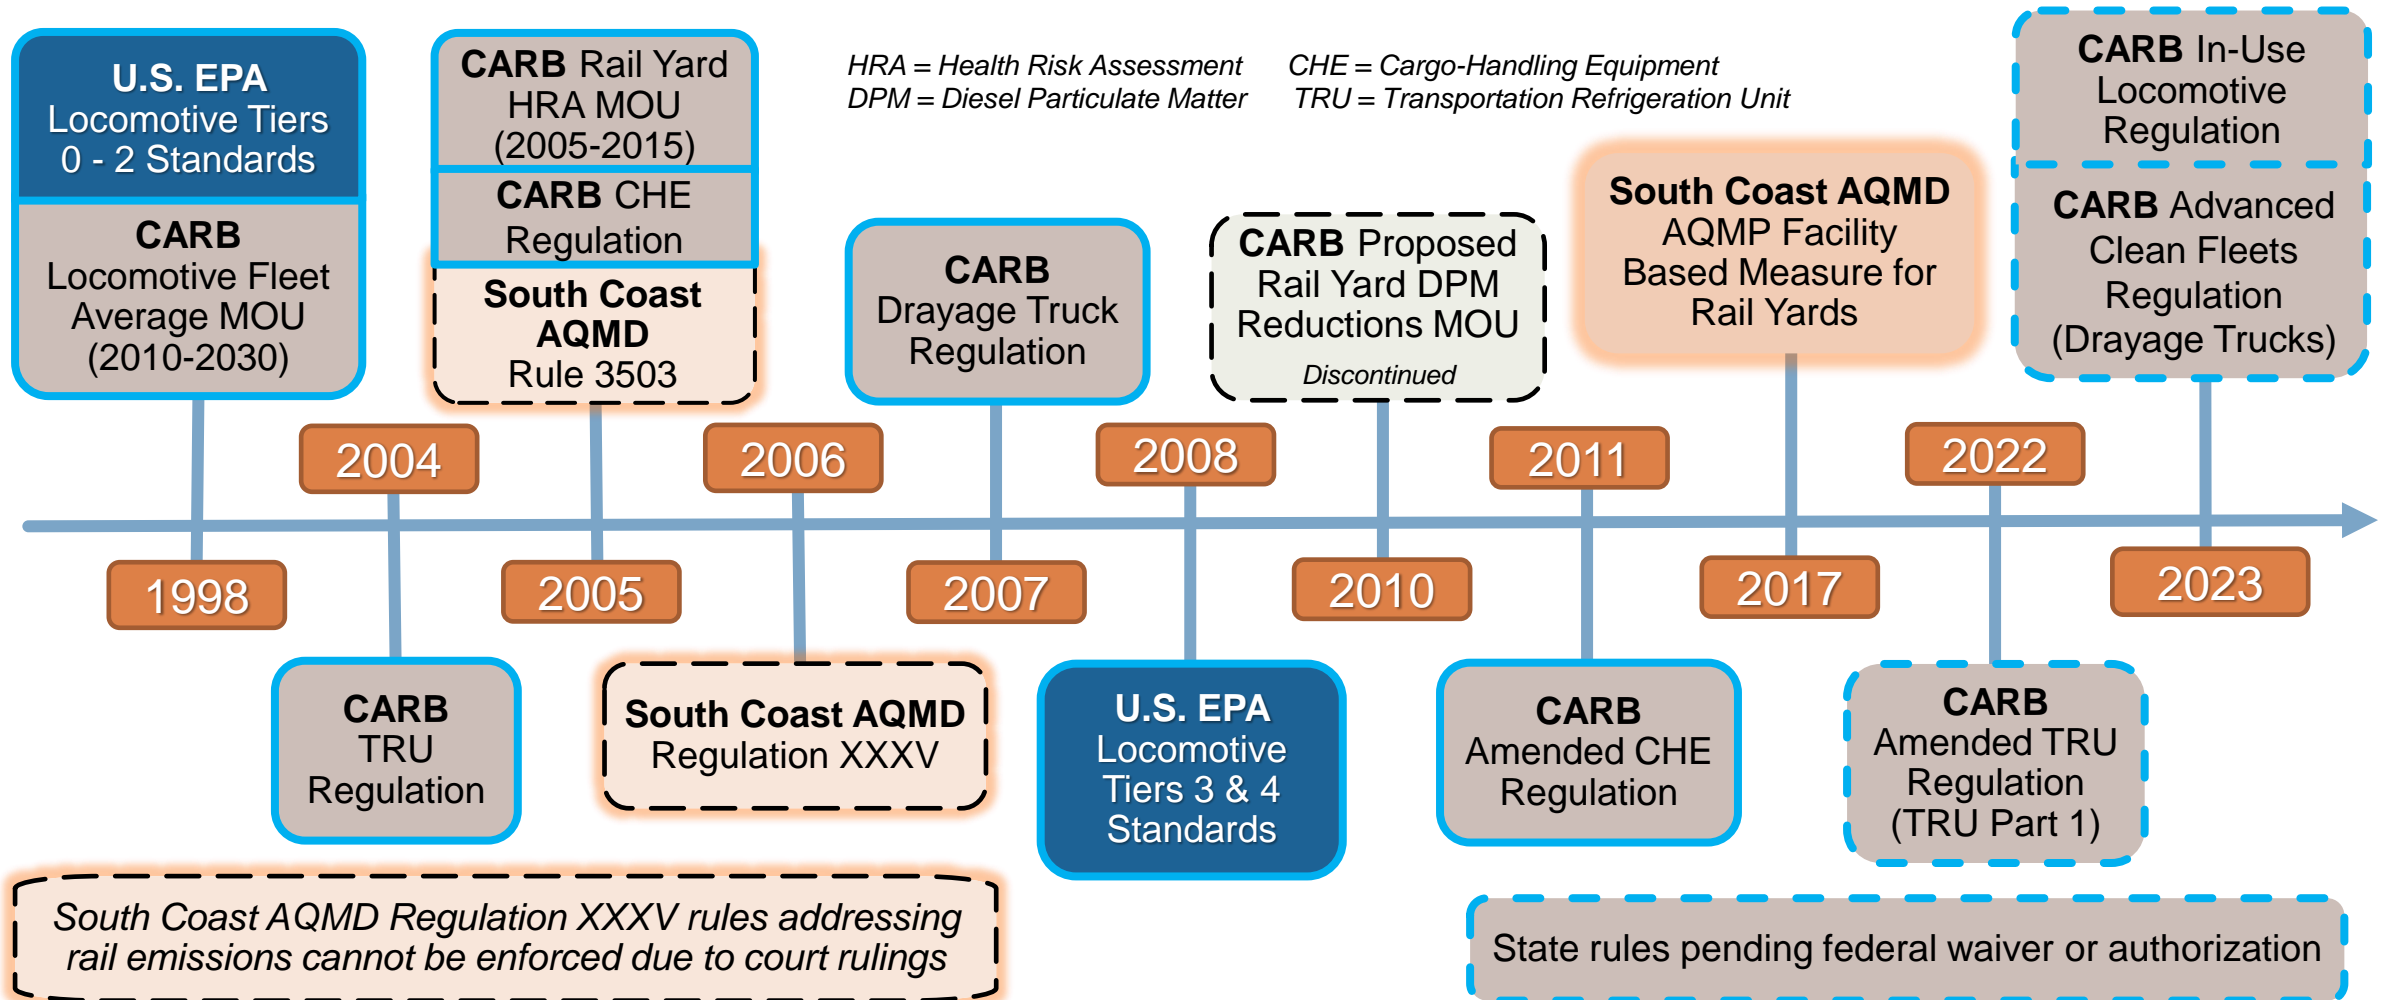 U.S. EPA
Locomotive Tiers
0 - 2 Standards
CARB
Locomotive Fleet
Average MOU
(2010-2030)
CARB Rail Yard
HRA MOU
(2005-2015)
CARB CHE
Regulation
South Coast
AQMD
Rule 3503
HRA = Health Risk Assessment
CHE = Cargo-Handling Equipment
DPM = Diesel Particulate Matter
TRU = Transportation Refrigeration Unit
CARB
Drayage Truck
Regulation
CARB Proposed
Rail Yard DPM
Reductions MOU
Discontinued
South Coast AQMD
AQMP Facility
Based Measure for
Rail Yards
CARB In-Use
Locomotive
Regulation
CARB Advanced
Clean Fleets
Regulation
(Drayage Trucks)
2004
2006
2008
2011
2022
1998
2005
2007
2010
2017
2023
CARB
TRU
Regulation
South Coast AQMD
Regulation XXXV
U.S. EPA
Locomotive
Tiers 3 & 4
Standards
CARB
Amended CHE
Regulation
CARB
Amended TRU
Regulation
(TRU Part 1)
South Coast AQMD Regulation XXXV rules addressing
rail emissions cannot be enforced due to court rulings
State rules pending federal waiver or authorization